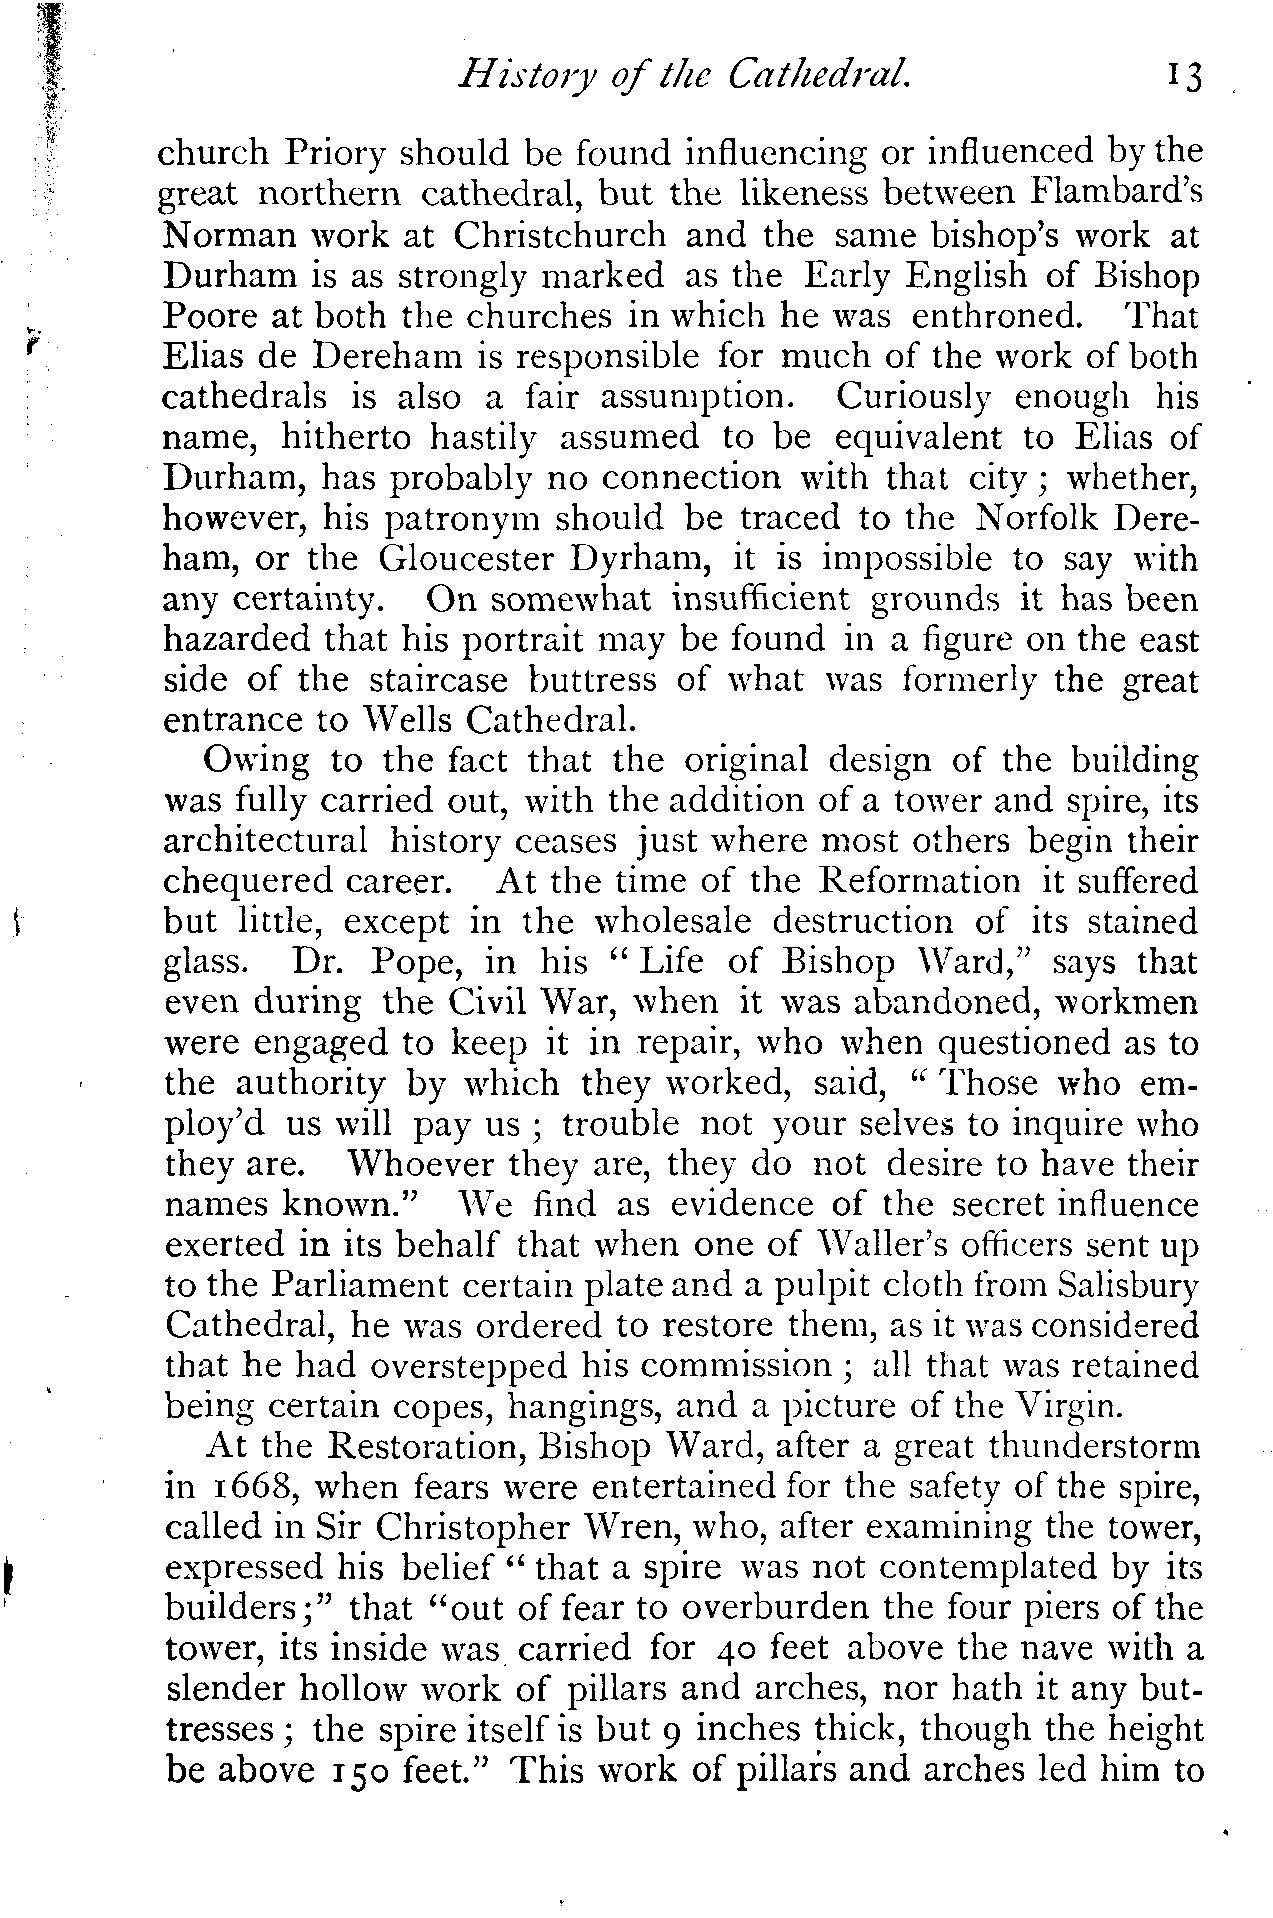 History of the Cathedral. 13
church Priory should be found influencing or influenced by the
great northern cathedral, but the likeness between Flambard's
Norman work at Christchurch and the same bishop's work at
Durham is as strongly marked as the Early English of Bishop
Poore at both the churches in which he was enthroned. That
Elias de Dereham is responsible for much of the work of both
cathedrals is also a fair assumption. Curiously enough his
name, hitherto hastily assumed to be equivalent to Elias of
Durham, has probably no connection with that city ; whether,
however, his patronym should be traced to the Norfolk Dere-
ham, or the Gloucester Dyrham, it is impossible to say with
any certainty. On somewhat insufficient grounds it has been
hazarded that his portrait may be found in a figure on the east
side of the staircase buttress of what was formerly the great
entrance to Wells Cathedral.
Owing to the fact that the original design of the building
was fully carried out, with the addition of a tower and spire, its
architectural history ceases just where most others begin their
chequered career. At the time of the Reformation it suffered
but little, except in the wholesale destruction of its stained
glass. Dr. Pope, in his " Life of Bishop Ward," says that
even during the Civil War, when it was abandoned, workmen
were engaged to keep it in repair, who when questioned as to
the authority by which they worked, said, " Those who em-
ploy'd us will pay us ; trouble not your selves to inquire who
they are. Whoever they are, they do not desire to have their
names known." We find as evidence of the secret influence
exerted in its behalf that when one of Waller's officers sent up
to the Parliament certain plate and a pulpit cloth from Salisbury
Cathedral, he was ordered to restore them, as it was considered
that he had overstepped his commission ; all that was retained
being certain copes, hangings, and a picture of the Virgin.
At the Restoration, Bishop Ward, after a great thunderstorm
in 1668, when fears were entertained for the safety of the spire,
called in Sir Christopher Wren, who, after examining the tower,
expressed his belief " that a spire was not contemplated by its
builders ;" that "out of fear to overburden the four piers of the
tower, its inside was carried for 40 feet above the nave with a
slender hollow work of pillars and arches, nor hath it any but-
tresses ; the spire itself is but 9 inches thick, though the height
be above 150 feet." This work of pillars and arches led him to